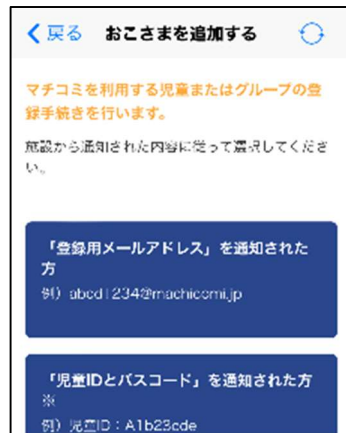 戻る おこさまを追加する
マチコミを利用する児童またはグループの登
録手続きを行います。
施設から通知された内容に従って選択してくださ
い。
「登録用メールアドレス」を通知された
方
例）abcd1234@machicomi.jp
「児童IDとパスコード」を通知された方
※
例）児童ID：A1b23cde